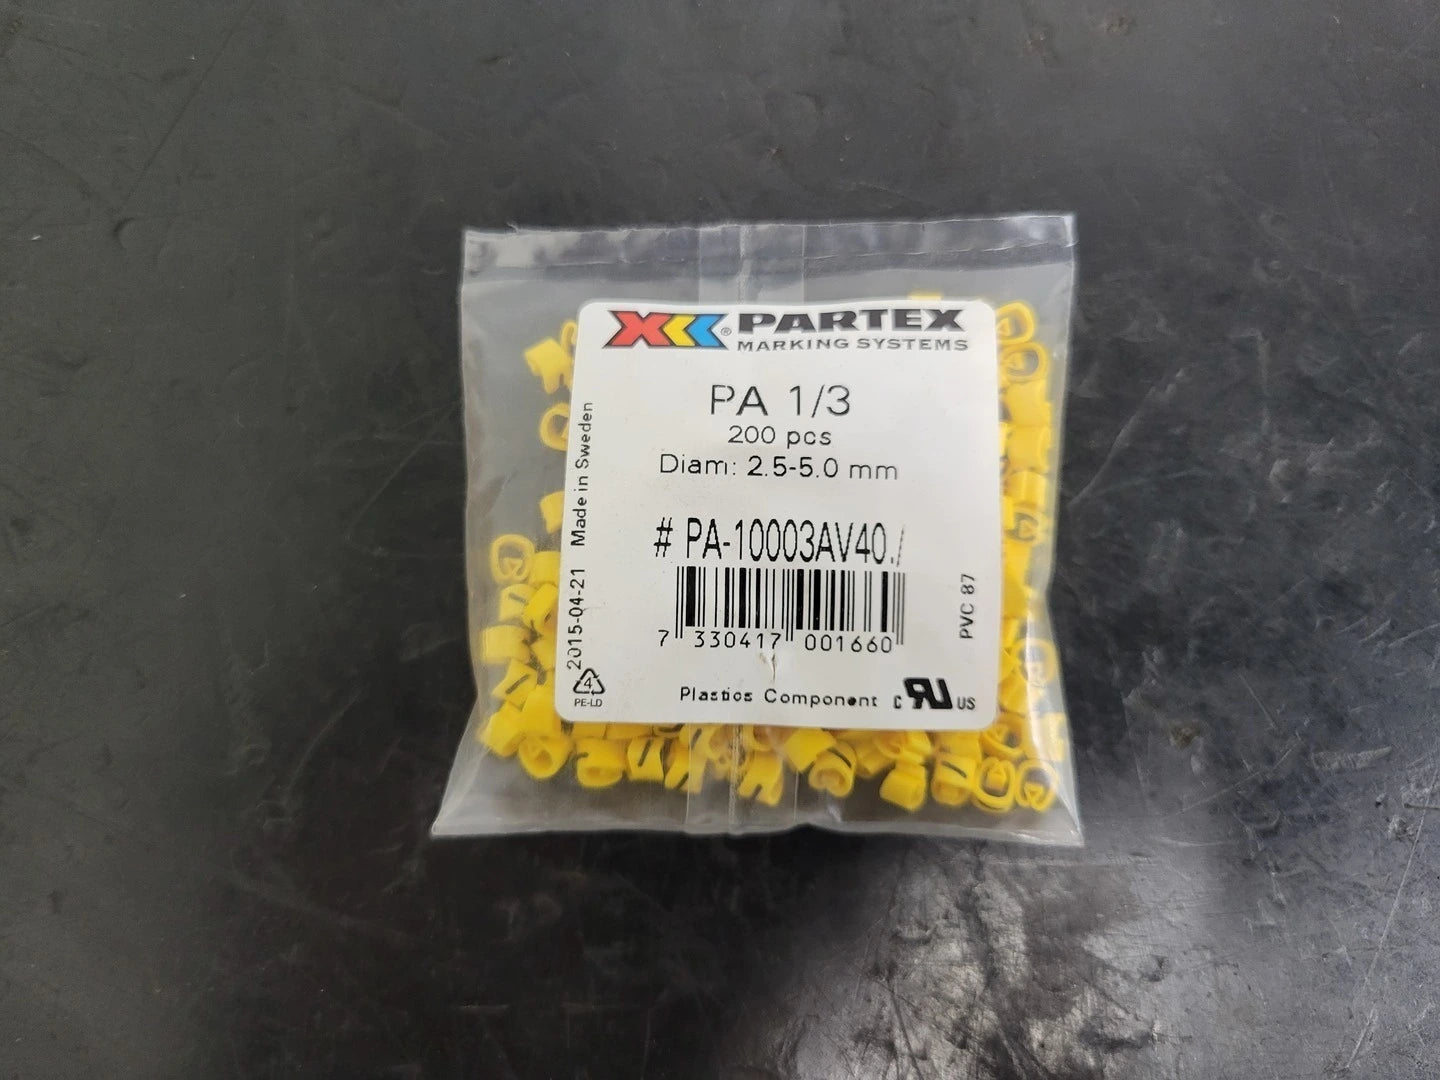 ® PARTEX
MARKING SYSTEMS
PA 1/3
200 pcs
Diam: 2.5-5.0 mm
# PA-10003AV40./
7 330417 001660
Plastics Component c RU US
2015-04-21 Made in Sweden
4
PE-LD
PVC 87